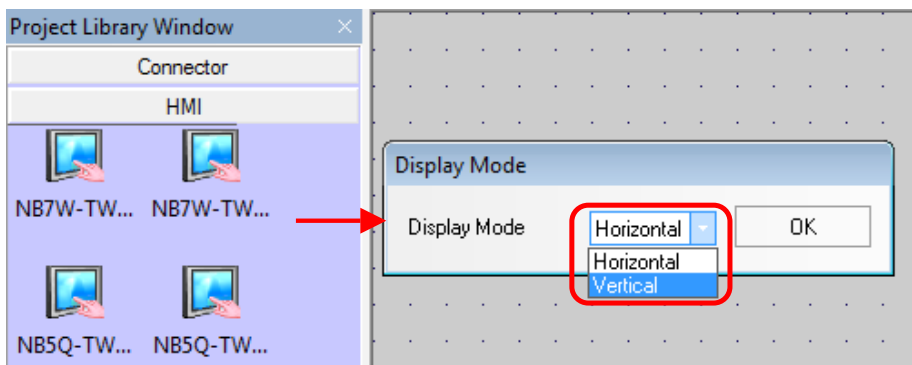 Project Library Window
Connector
HMI
NB7W-TW... NB7W-TW...
NB5Q-TW... NB5Q-TW...
Display Mode
Display Mode Horizontal OK
Horizontal
Vertical